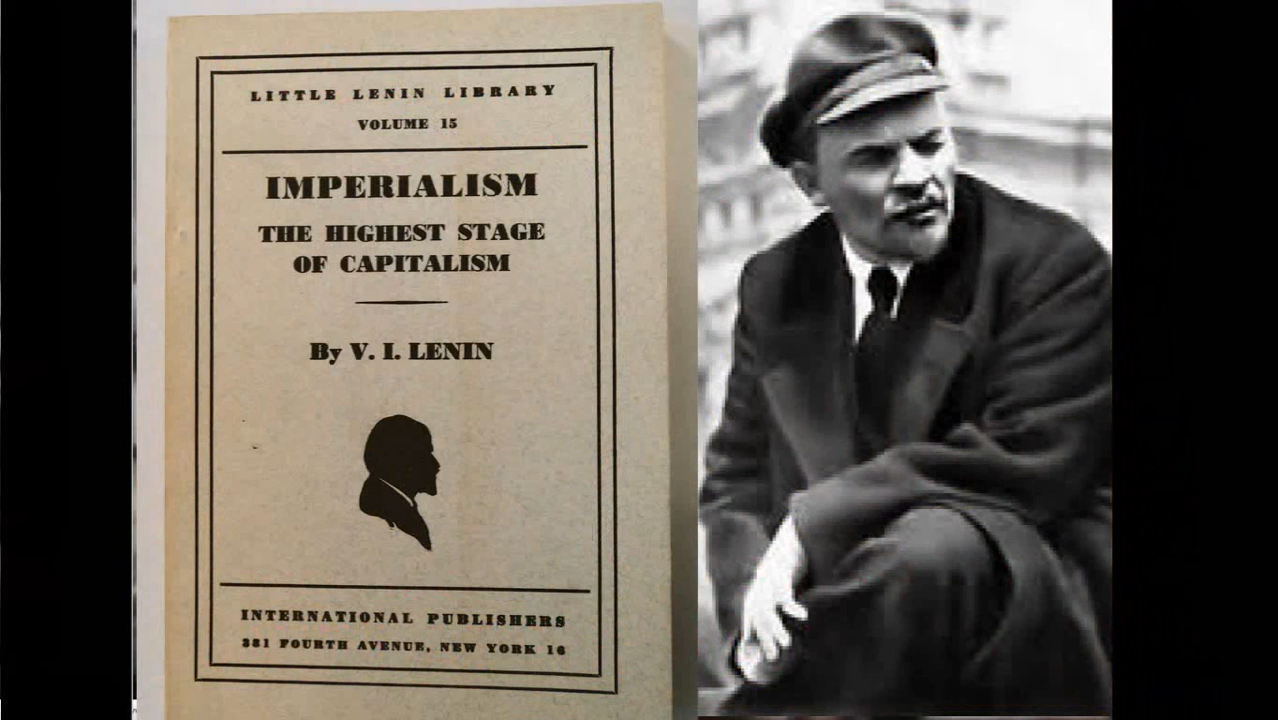 LITTLE LENIN LIBRARY
VOLUME 15
IMPERIALISM
THE HIGHEST STAGE
OF CAPITALISM
By V. I. LENIN
INTERNATIONAL PUBLISHERS
381 FOURTH AVENUE, NEW YORK 16